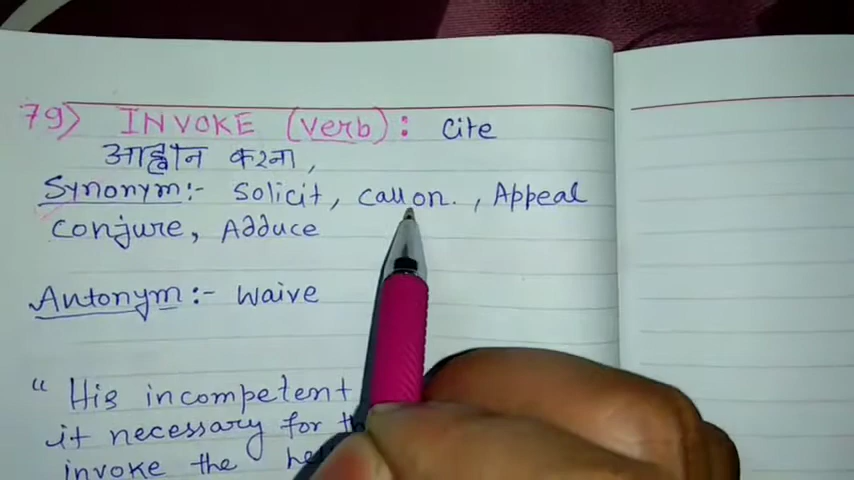 79) INVOKE (verb): Cite
आह्वान करना,
Synonym:- Solicit, Call on. , Appeal
Conjure, Adduce
Antonym:- Waive
" His incompetent
it necessary for
invoke the